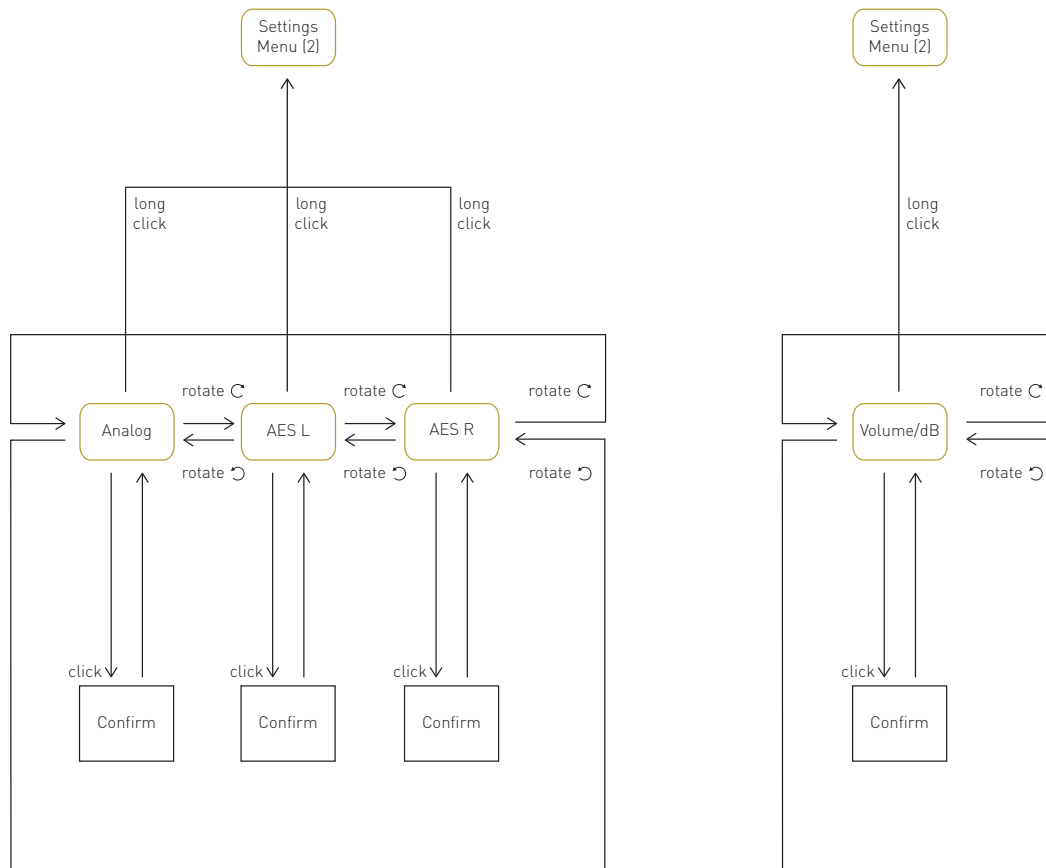 Settings
Menu (2)
Settings
Menu (2)
long
click
long
click
long
click
long
click
rotate
rotate
rotate
rotate
Analog
AES L
AES R
Volume/dB
rotate
rotate
rotate
rotate
click
click
click
click
Confirm
Confirm
Confirm
Confirm